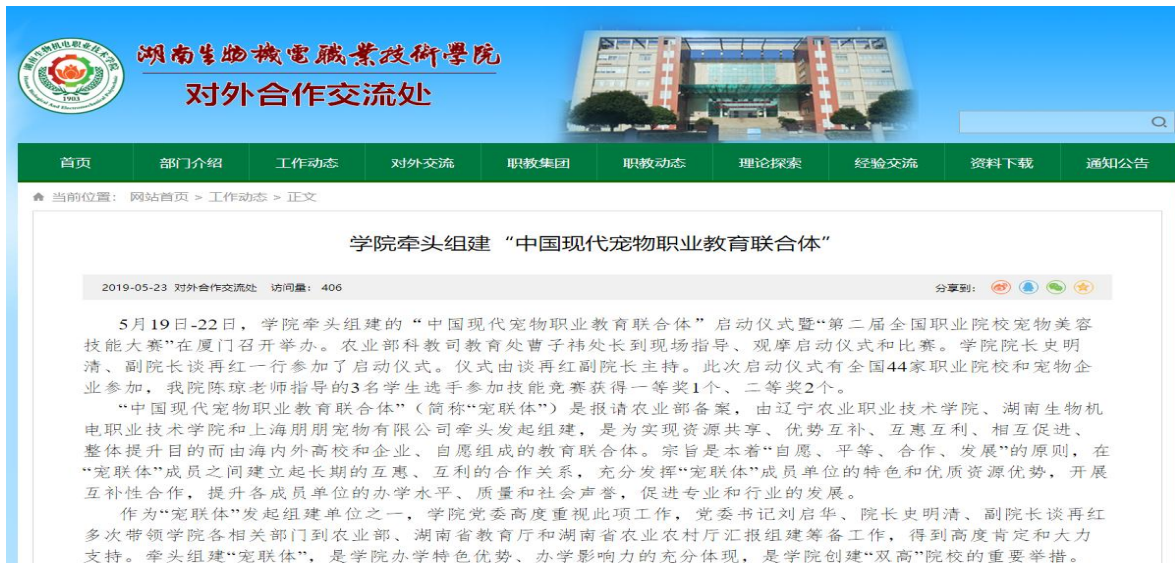 湖南生物機電職業技術學院
对外合作交流处
1903
首页 部门介绍 工作动态 对外交流 职教集团 职教动态 理论探索 经验交流 资料下载 通知公告
当前位置： 网站首页 > 工作动态 > 正文
学院牵头组建“中国现代宠物职业教育联合体”
2019-05-23 对外合作交流处 访问量： 406 分享到：
5月19日-22日，学院牵头组建的“中国现代宠物职业教育联合体”启动仪式暨“第二届全国职业院校宠物美容
技能大赛”在厦门召开举办。农业部科教司教育处曹子祎处长到现场指导、观摩启动仪式和比赛。学院院长史明
清、副院长谈再红一行参加了启动仪式。仪式由谈再红副院长主持。此次启动仪式有全国44家职业院校和宠物企
业参加，我院陈琼老师指导的3名学生选手参加技能竞赛获得一等奖1个、二等奖2个。
“中国现代宠物职业教育联合体”（简称“宠联体”）是报请农业部备案，由辽宁农业职业技术学院、湖南生物机
电职业技术学院和上海朋朋宠物有限公司牵头发起组建，是为实现资源共享、优势互补、互惠互利、相互促进、
整体提升目的而由海内外高校和企业、自愿组成的教育联合体。宗旨是本着“自愿、平等、合作、发展”的原则，在
“宠联体”成员之间建立起长期的互惠、互利的合作关系，充分发挥“宠联体”成员单位的特色和优质资源优势，开展
互补性合作，提升各成员单位的办学水平、质量和社会声誉，促进专业和行业的发展。
作为“宠联体”发起组建单位之一，学院党委高度重视此项工作，党委书记刘启华、院长史明清、副院长谈再红
多次带领学院各相关部门到农业部、湖南省教育厅和湖南省农业农村厅汇报组建筹备工作，得到高度肯定和大力
支持。牵头组建“宠联体”，是学院办学特色优势、办学影响力的充分体现，是学院创建“双高”院校的重要举措。